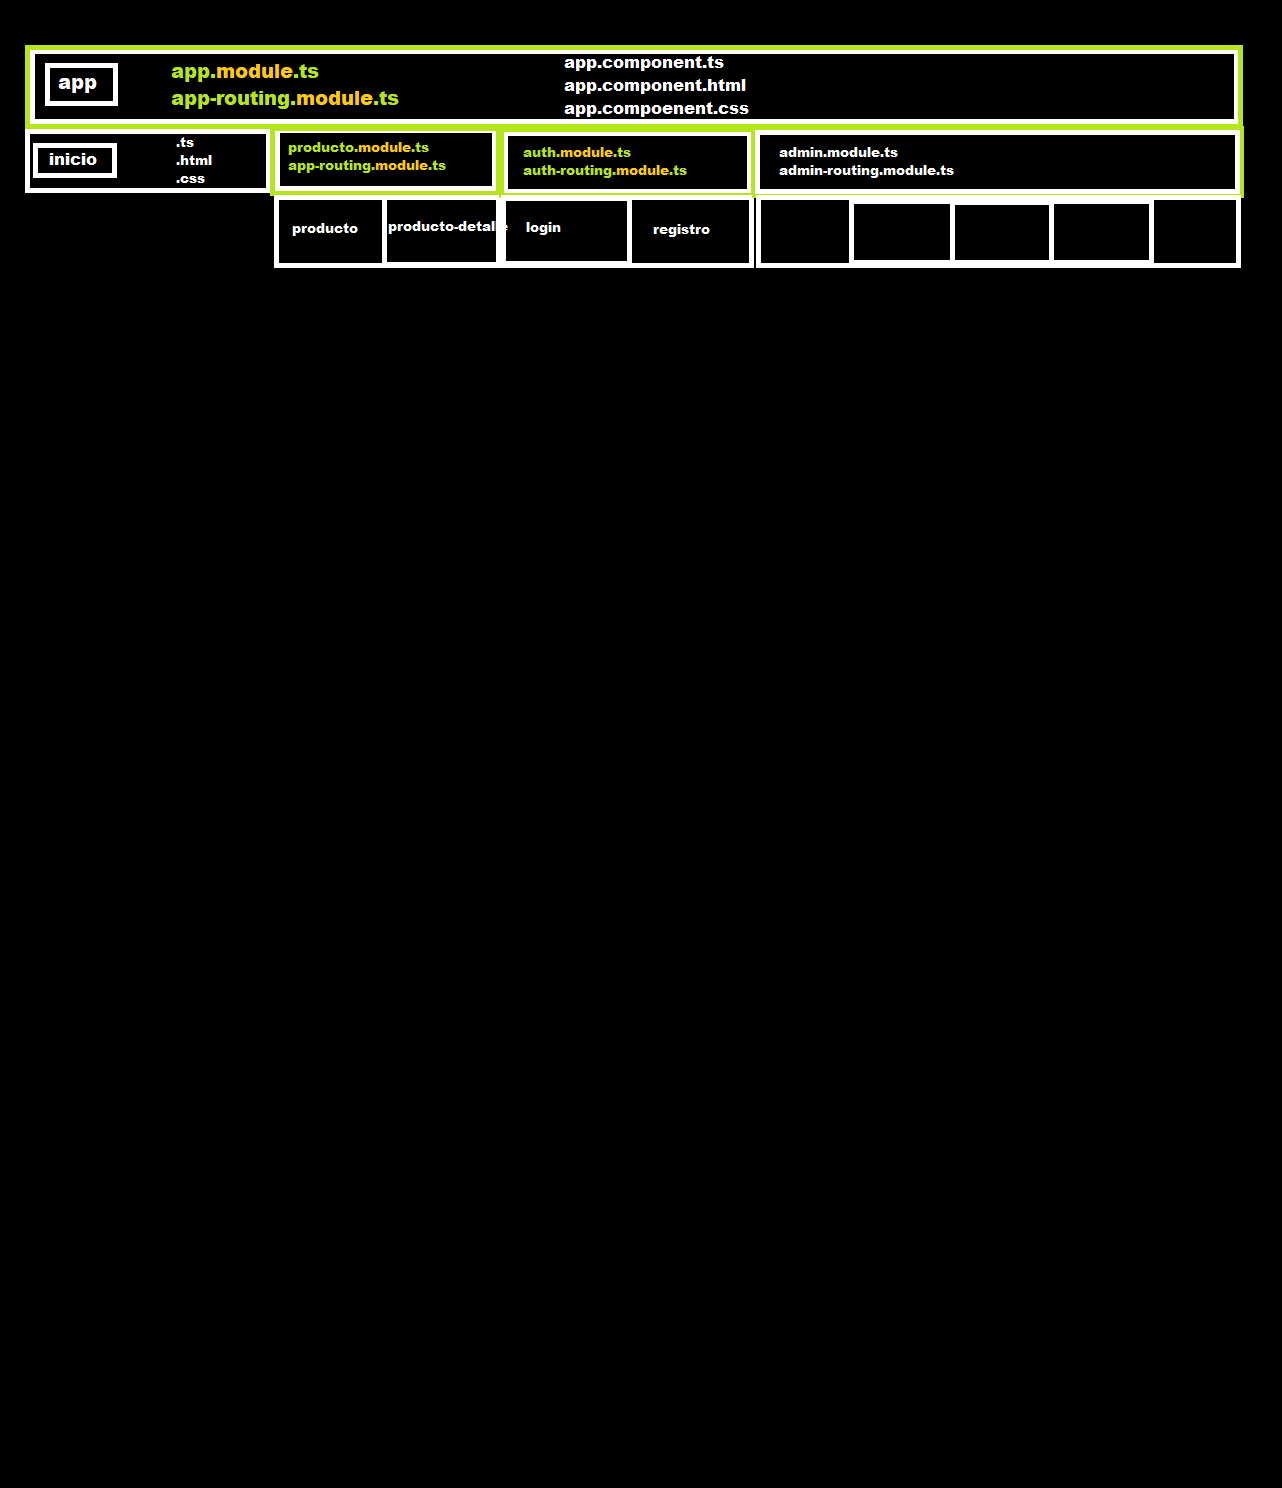 app
app.module.ts
app-routing.module.ts
app.component.ts
app.component.html
app.compoenent.css
inicio
.ts
.html
.css
producto.module.ts
app-routing.module.ts
auth.module.ts
auth-routing.module.ts
admin.module.ts
admin-routing.module.ts
producto
producto-detalle
login
registro